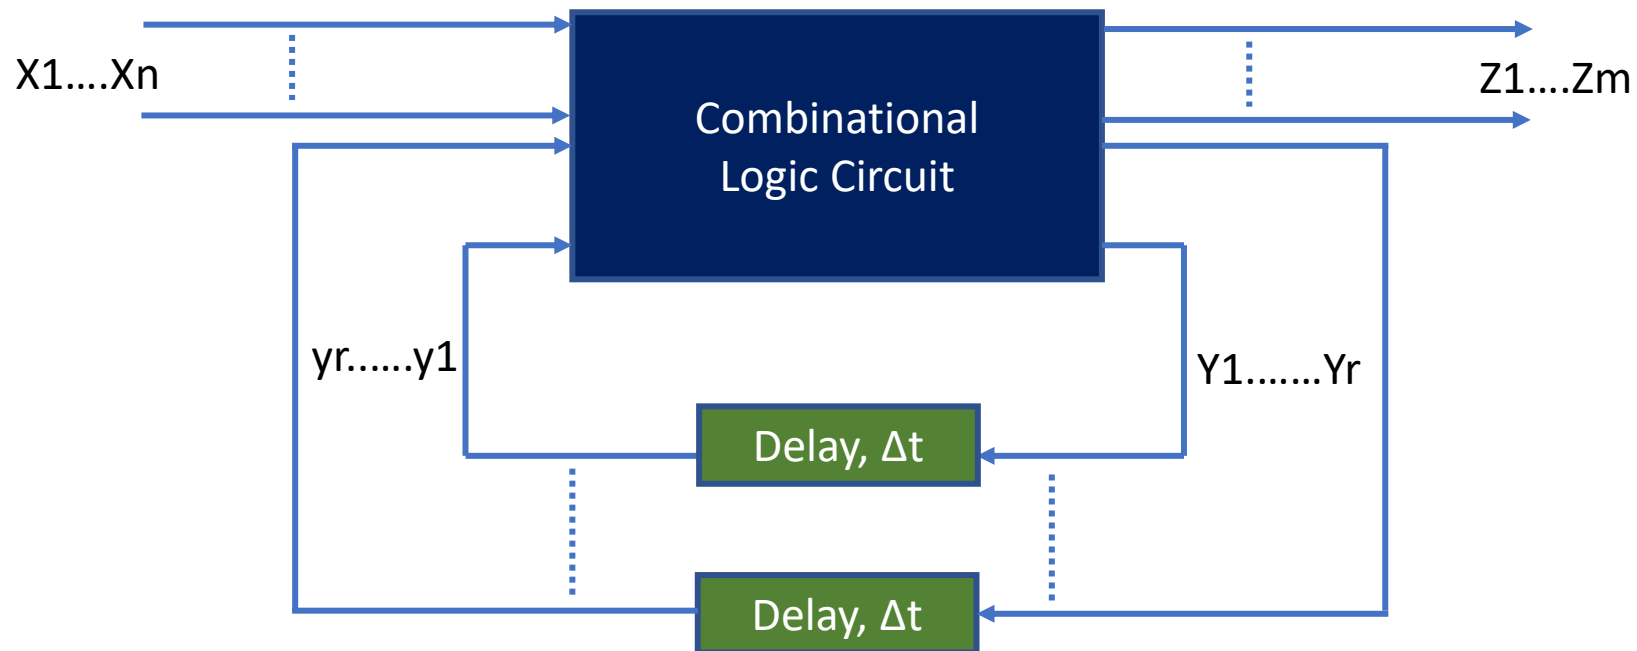 X1....Xn
Combinational
Logic Circuit
Z1....Zm
yr......y1
Y1.......Yr
Delay, Δt
Delay, Δt